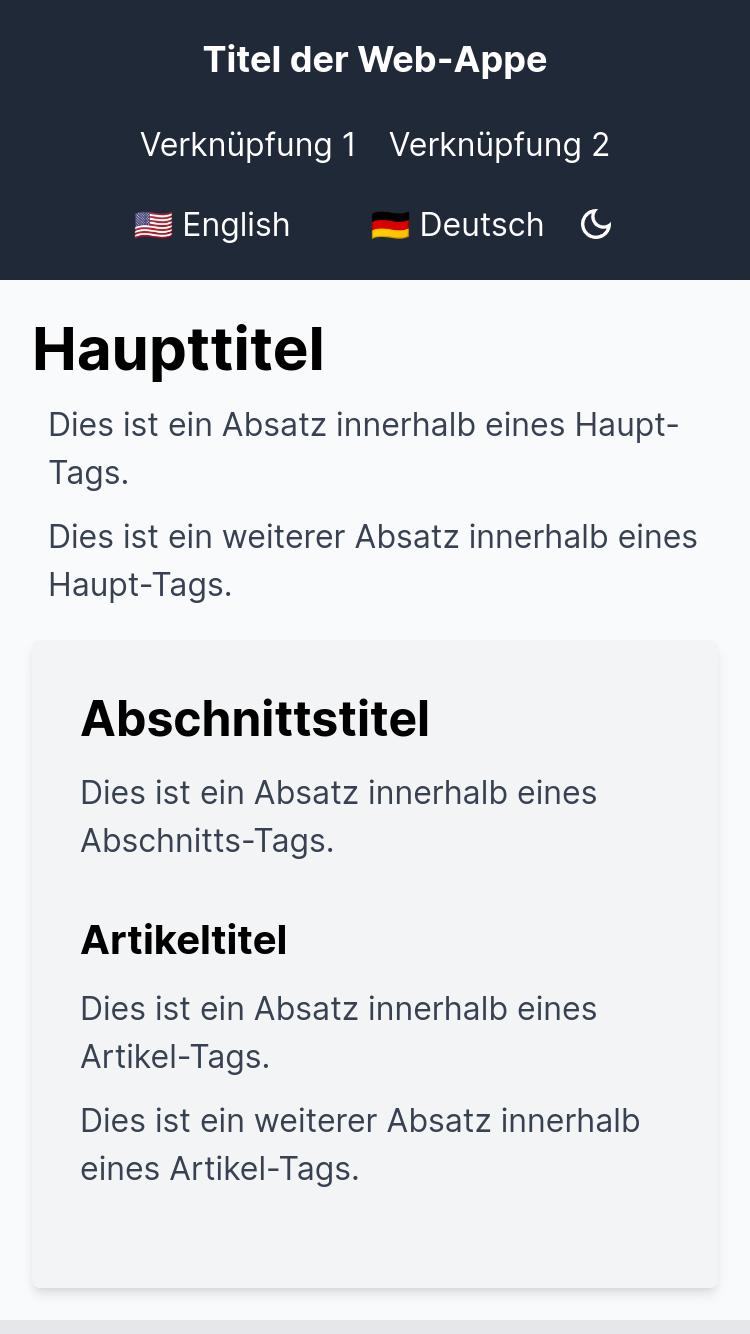 Titel der Web-Appe
Verknüpfung 1 Verknüpfung 2
🇺🇸 English 🇩🇪 Deutsch
Haupttitel
Dies ist ein Absatz innerhalb eines Haupt-
Tags.
Dies ist ein weiterer Absatz innerhalb eines
Haupt-Tags.
Abschnittstitel
Dies ist ein Absatz innerhalb eines
Abschnitts-Tags.
Artikeltitel
Dies ist ein Absatz innerhalb eines
Artikel-Tags.
Dies ist ein weiterer Absatz innerhalb
eines Artikel-Tags.